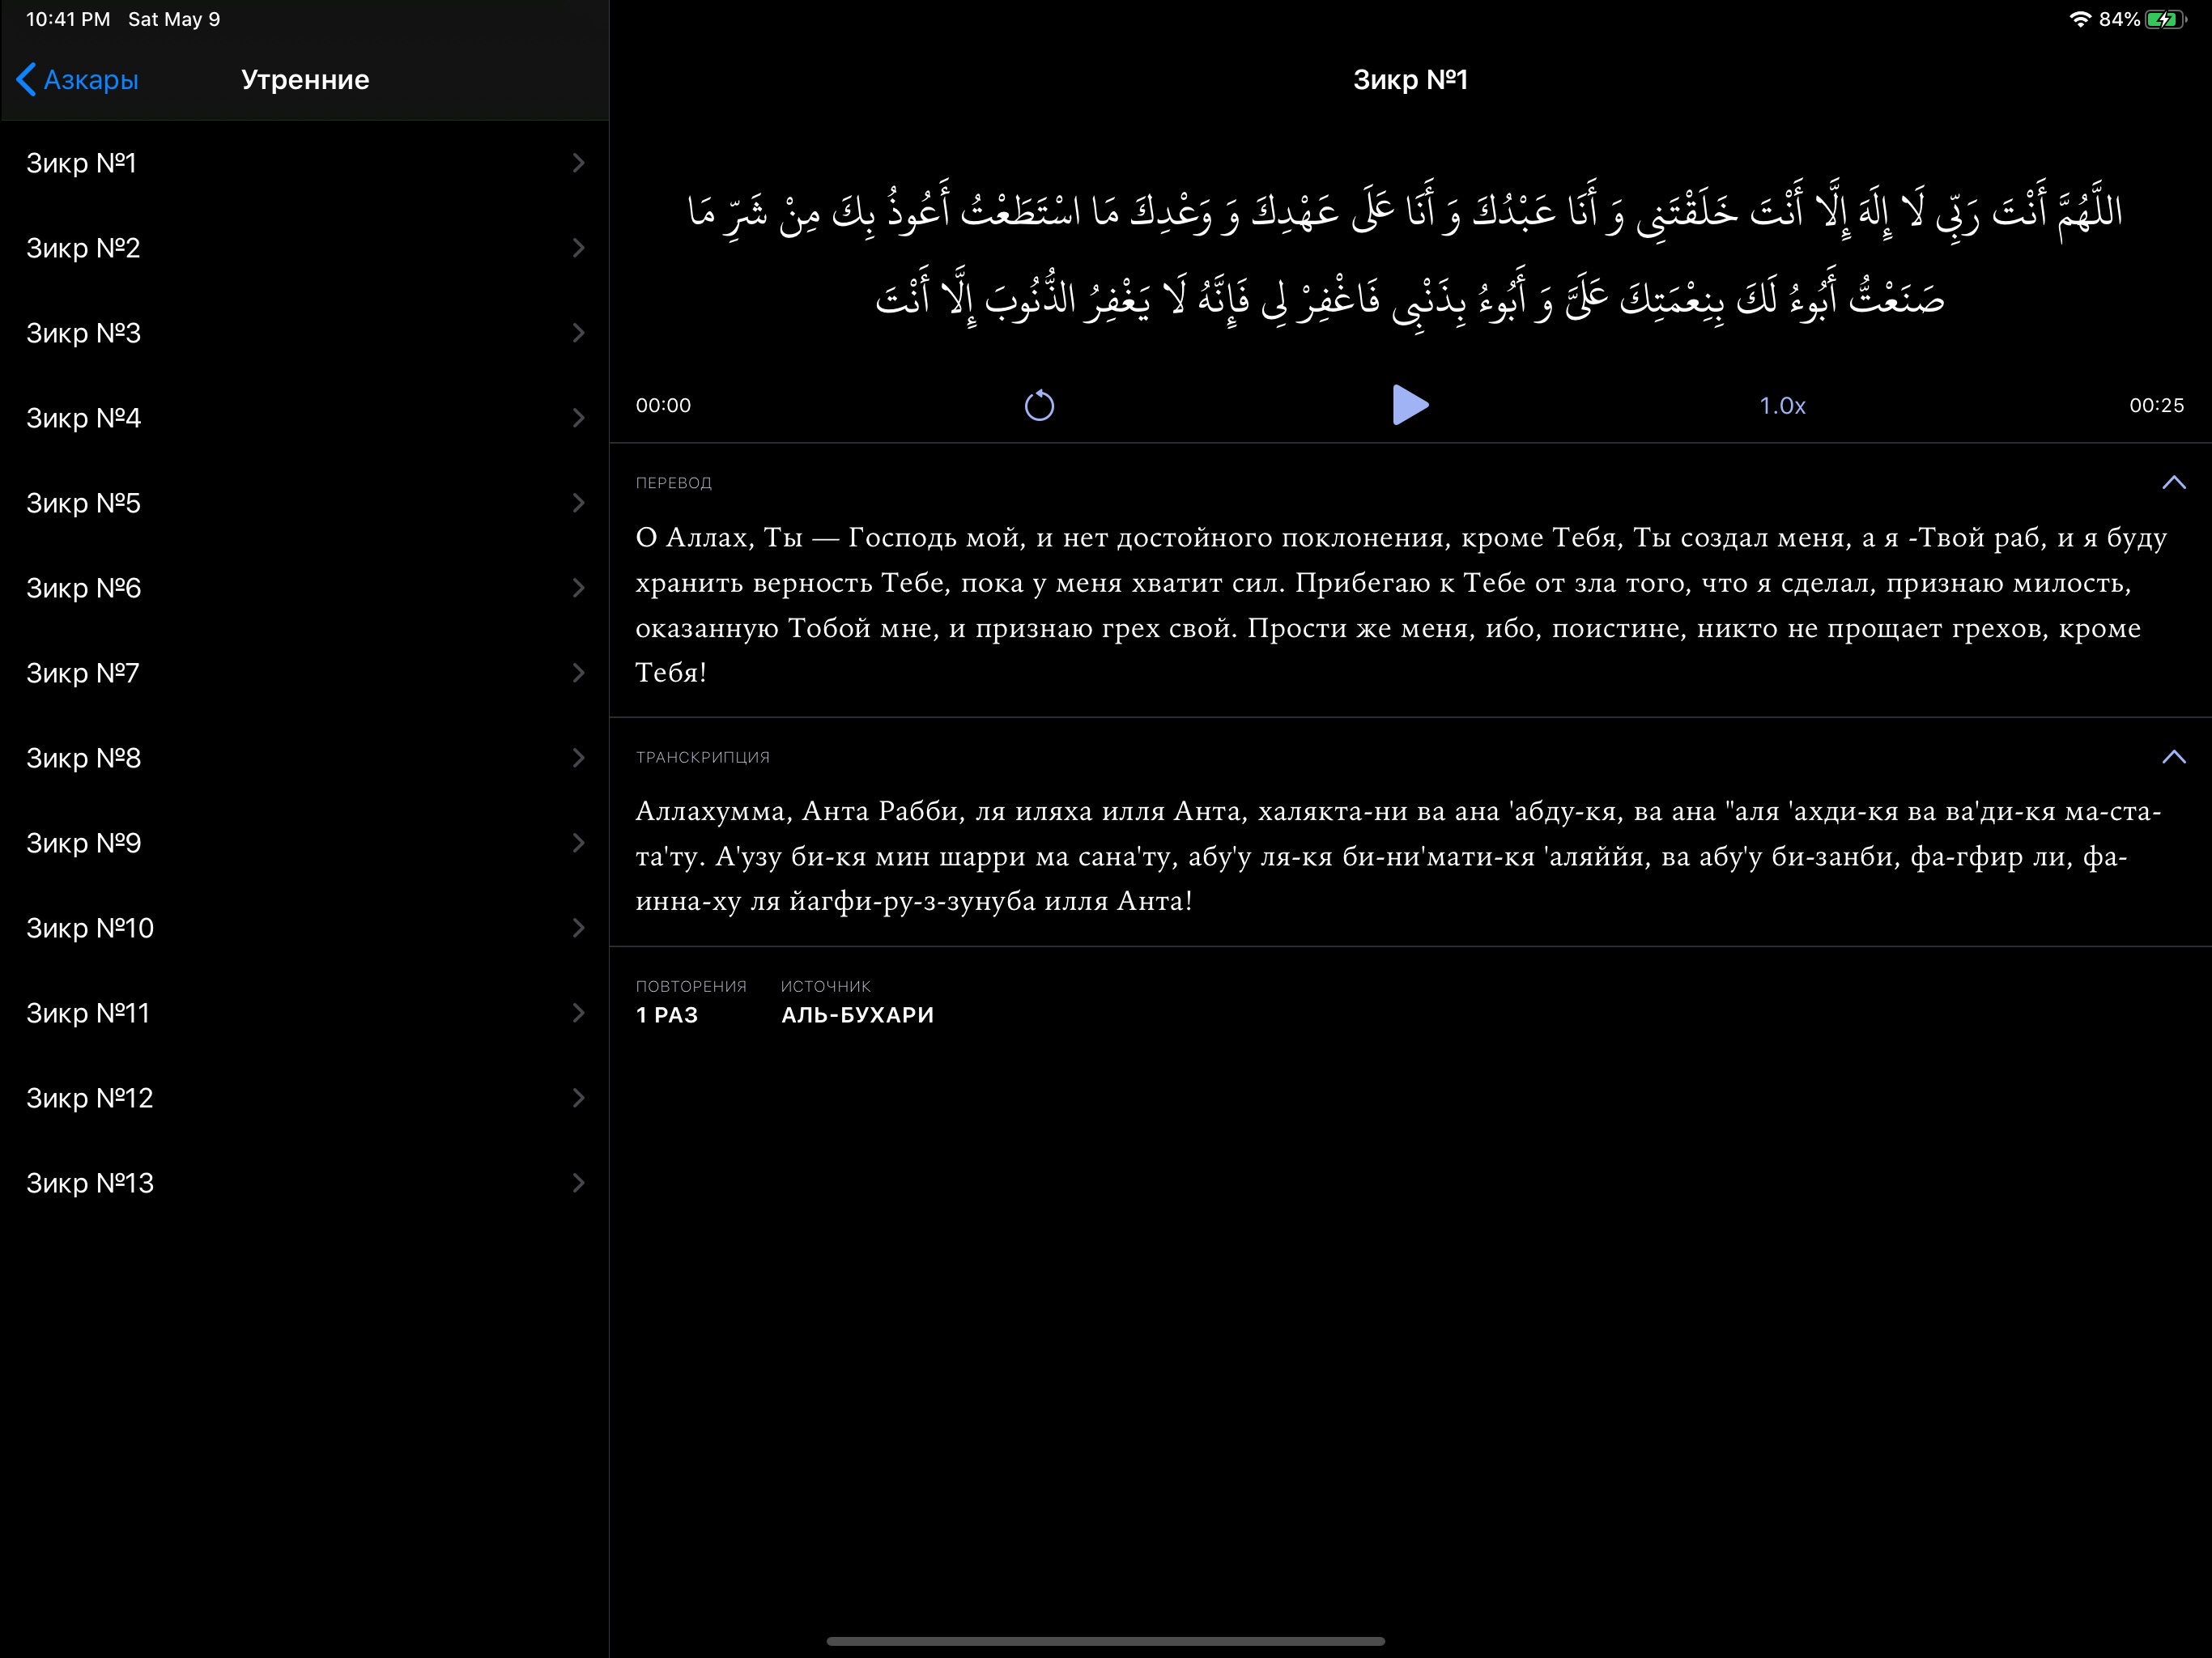 10:41 PM Sat May 9
84%
Азкары
Утренние
Зикр №1
Зикр №2
Зикр №3
Зикр №4
Зикр №5
Зикр №6
Зикр №7
Зикр №8
Зикр №9
Зикр №10
Зикр №11
Зикр №12
Зикр №13
Зикр №1
اللَّهُمَّ أَنْتَ رَبِّي لَا إِلَهَ إِلَّا أَنْتَ خَلَقْتَنِي وَ أَنَا عَبْدُكَ وَ أَنَا عَلَى عَهْدِكَ وَ وَعْدِكَ مَا اسْتَطَعْتُ أَعُوذُ بِكَ مِنْ شَرِّ مَا
صَنَعْتُ أَبُوءُ لَكَ بِنِعْمَتِكَ عَلَيَّ وَ أَبُوءُ بِذَنْبِي فَاغْفِرْ لِي فَإِنَّهُ لَا يَغْفِرُ الذُّنُوبَ إِلَّا أَنْتَ
00:00
1.0x
00:25
ПЕРЕВОД
О Аллах, Ты — Господь мой, и нет достойного поклонения, кроме Тебя, Ты создал меня, а я -Твой раб, и я буду
хранить верность Тебе, пока у меня хватит сил. Прибегаю к Тебе от зла того, что я сделал, признаю милость,
оказанную Тобой мне, и признаю грех свой. Прости же меня, ибо, поистине, никто не прощает грехов, кроме
Тебя!
ТРАНСКРИПЦИЯ
Аллахумма, Анта Рабби, ля иляха илля Анта, халякта-ни ва ана 'абду-кя, ва ана "аля 'ахди-кя ва ва'ди-кя ма-ста-
та'ту. А'узу би-кя мин шарри ма сана'ту, абу'у ля-кя би-ни'мати-кя 'аляййя, ва абу'у би-занби, фа-гфир ли, фа-
инна-ху ля йагфи-ру-з-зунуба илля Анта!
ПОВТОРЕНИЯ ИСТОЧНИК
1 РАЗ АЛЬ-БУХАРИ